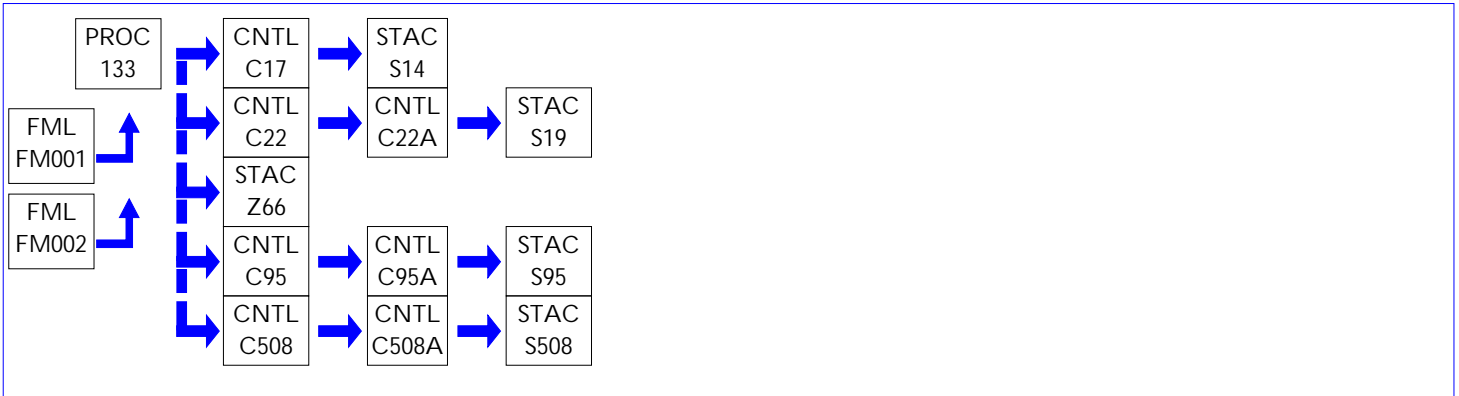 PROC
133
CNTL
C17
STAC
S14
FML
FM001
CNTL
C22
CNTL
C22A
STAC
S19
STAC
Z66
FML
FM002
CNTL
C95
CNTL
C95A
STAC
S95
CNTL
C508
CNTL
C508A
STAC
S508